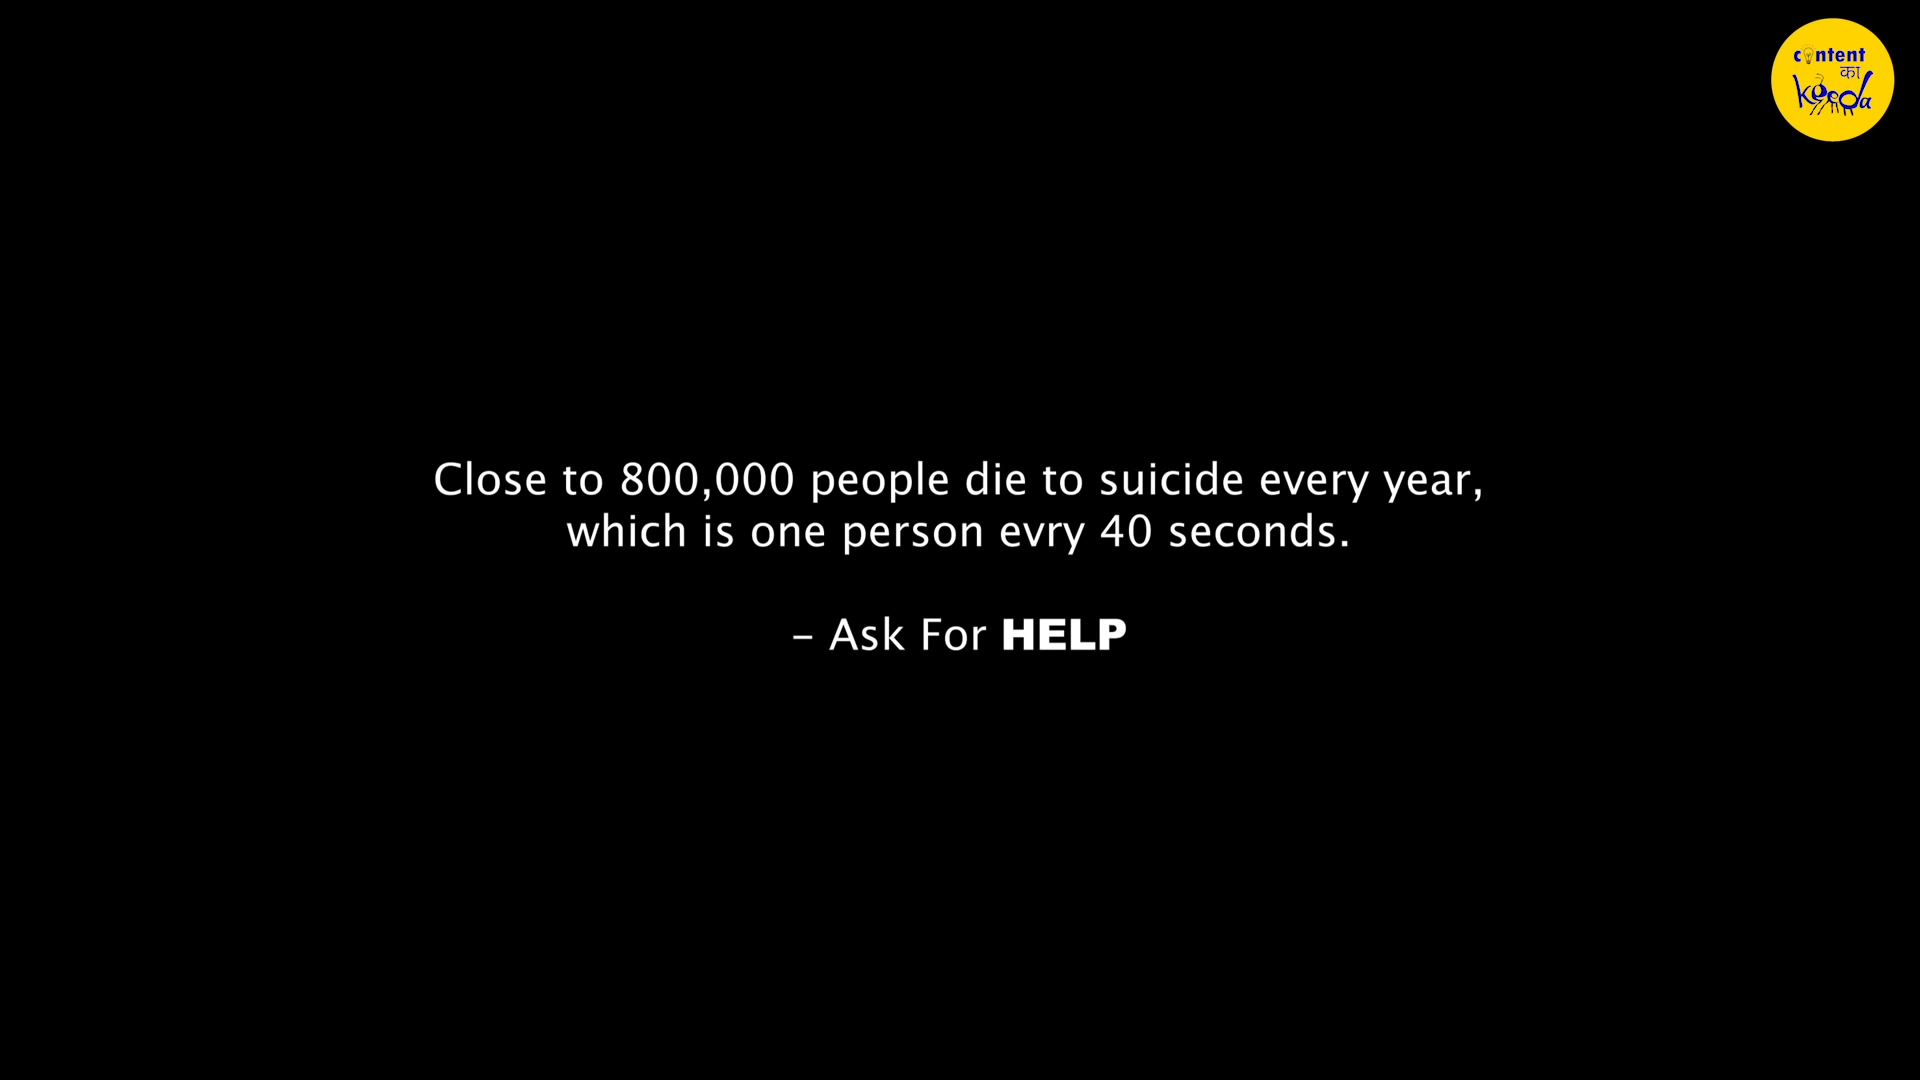 content
का
keeda
Close to 800,000 people die to suicide every year,
which is one person evry 40 seconds.
– Ask For HELP